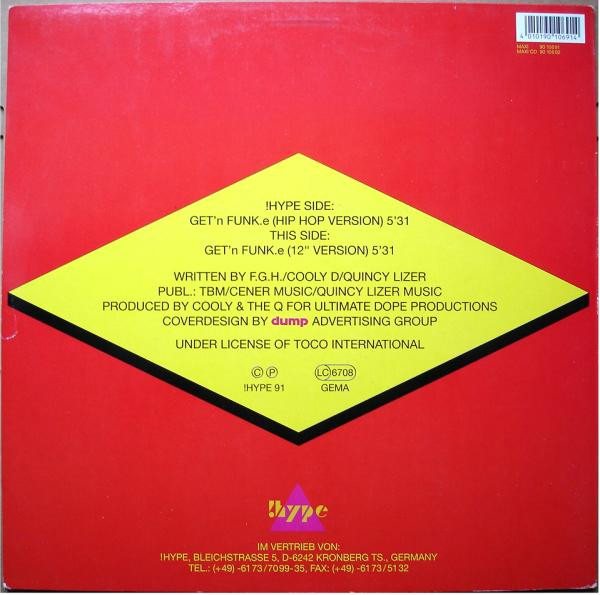 4 010190 106914
MAXI 90 10691
MAXI CD 90 10692
!HYPE SIDE:
GET'n FUNK.e (HIP HOP VERSION) 5'31
THIS SIDE:
GET'n FUNK.e (12" VERSION) 5'31
WRITTEN BY F.G.H./COOLY D/QUINCY LIZER
PUBL.: TBM/CENER MUSIC/QUINCY LIZER MUSIC
PRODUCED BY COOLY & THE Q FOR ULTIMATE DOPE PRODUCTIONS
COVERDESIGN BY dump ADVERTISING GROUP
UNDER LICENSE OF TOCO INTERNATIONAL
Ⓒ Ⓟ LC 6708
!HYPE 91 GEMA
!hype
IM VERTRIEB VON:
!HYPE, BLEICHSTRASSE 5, D-6242 KRONBERG TS., GERMANY
TEL.: (+49) -6173/7099-35, FAX: (+49) -6173/5132